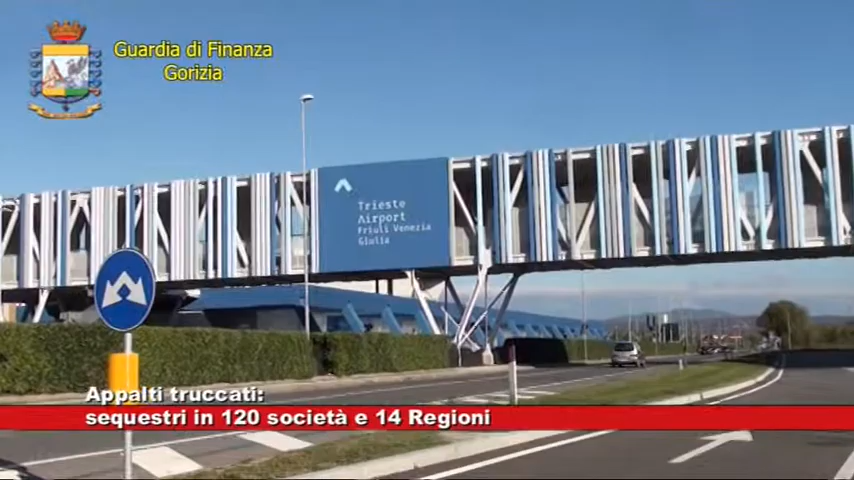 Guardia di Finanza
Gorizia
Trieste
Airport
Friuli Venezia
Giulia
Appalti truccati:
sequestri in 120 società e 14 Regioni